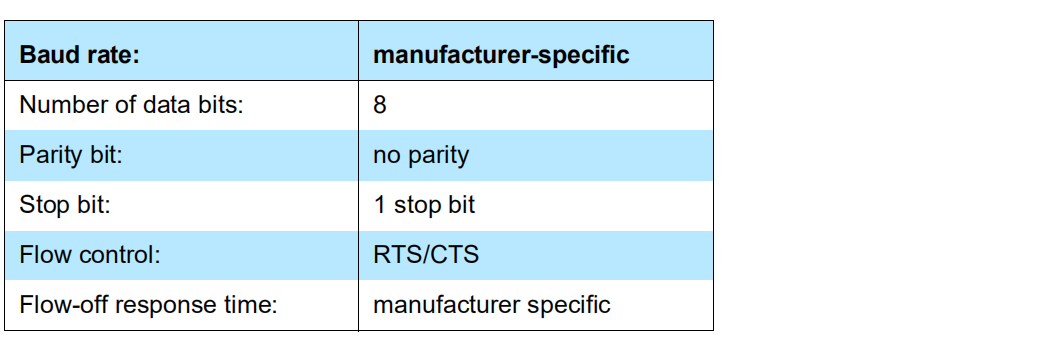 Baud rate: manufacturer-specific
Number of data bits: 8
Parity bit: no parity
Stop bit: 1 stop bit
Flow control: RTS/CTS
Flow-off response time: manufacturer specific